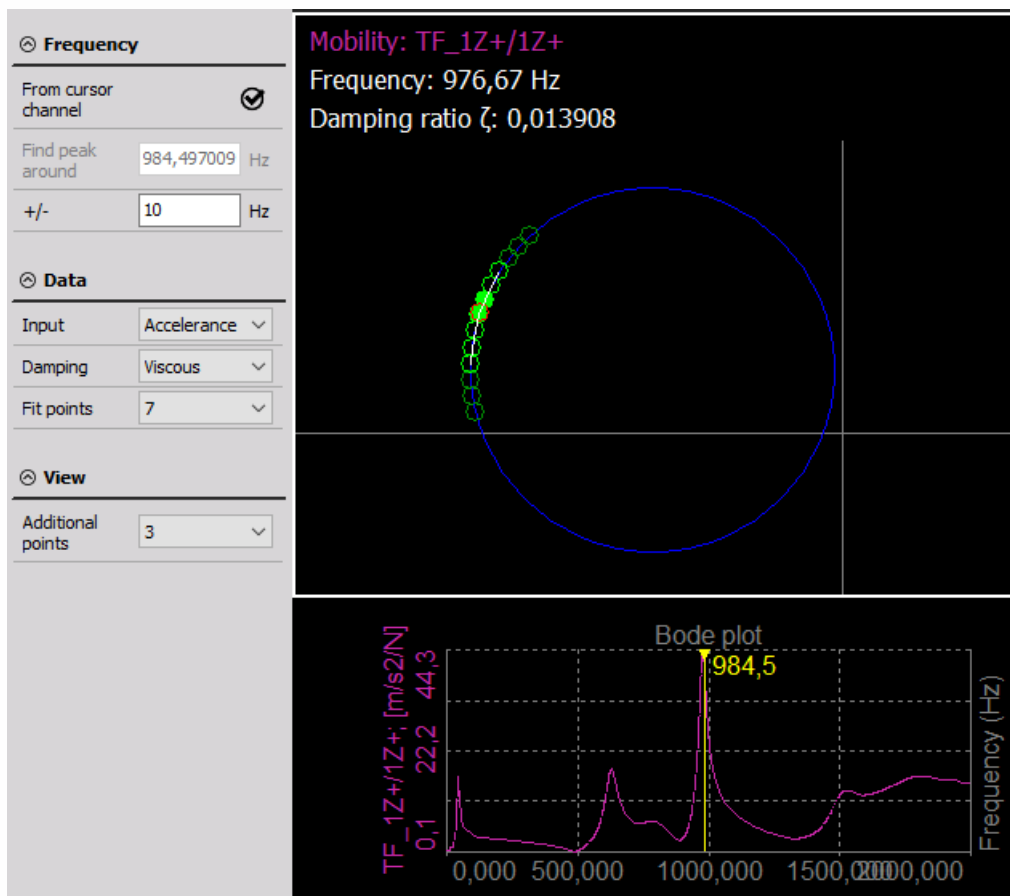 Frequency
From cursor
channel
Find peak
around
984,497009 Hz
+/-
10 Hz
Data
Input Accelerance
Damping Viscous
Fit points 7
View
Additional
points
3
Mobility: TF_1Z+/1Z+
Frequency: 976,67 Hz
Damping ratio ζ: 0,013908
Bode plot
984,5
TF_1Z+/1Z+; [m/s2/N]
44,3
22,2
0,1
Frequency (Hz)
0,000 500,000 1000,000 1500,000 2000,000